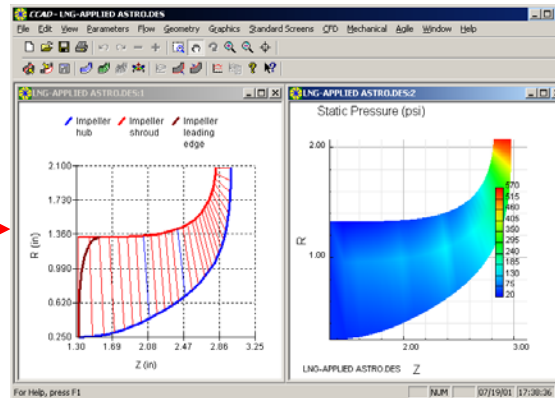 CCAD - LNG-APPLIED ASTRO.DES
File Edit View Parameters Flow Geometry Graphics Standard Screens CFD Mechanical Agile Window Help
LNG-APPLIED ASTRO.DES:1
Impeller hub
Impeller shroud
Impeller leading edge
2.100
1.730
1.360
0.990
0.620
0.250
R (in)
1.30 1.69 2.08 2.47 2.86 3.25
Z (in)
LNG-APPLIED ASTRO.DES:2
Static Pressure (psi)
2.00
1.00
R
570
515
460
405
350
295
240
185
130
75
20
2.00 3.00
LNG-APPLIED ASTRO.DES Z
For Help, press F1 NUM 07/19/01 17:38:36